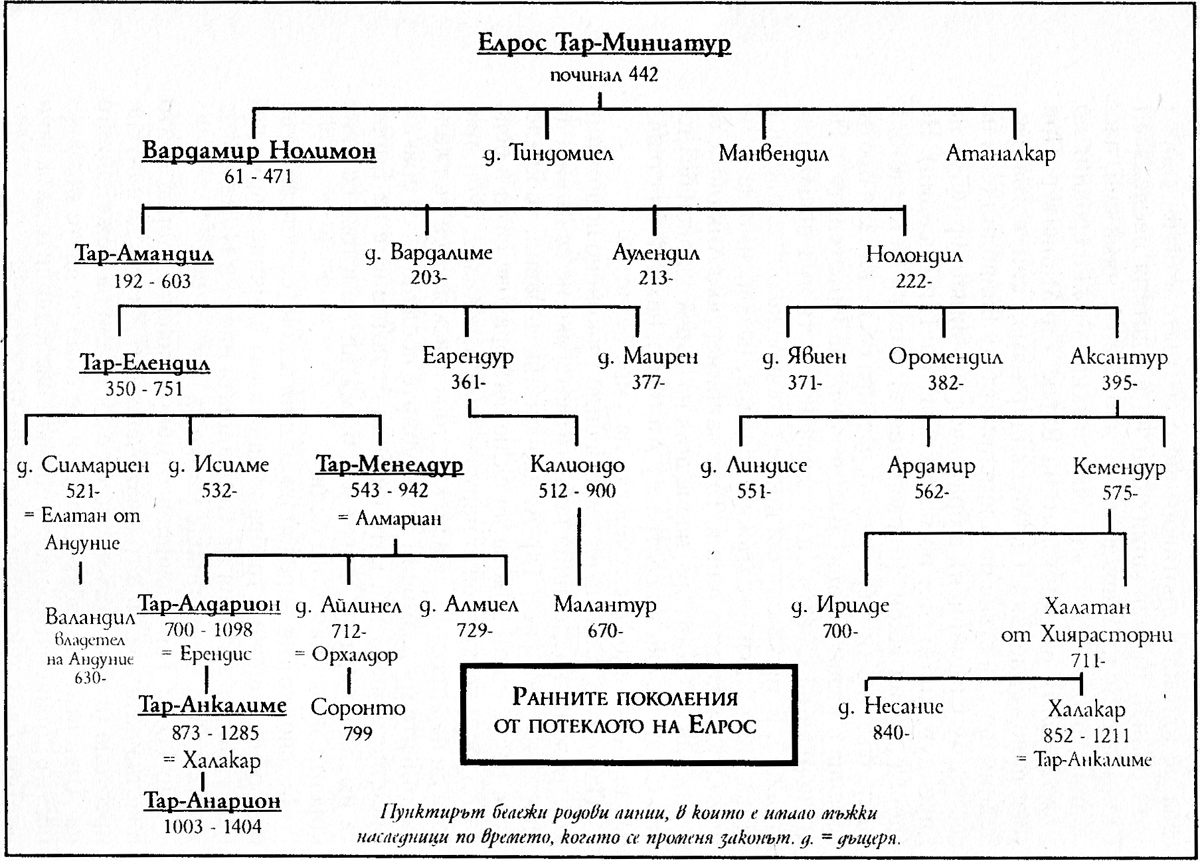 Елрос Тар-Миниатур
починал 442
Вардамир Нолимон
61 - 471
д. Тиндомиел
Манвендил
Атаналкар
Тар-Амандил
192 - 603
д. Вардалиме
203-
Аулендил
213-
Нолондил
222-
Тар-Елендил
350 - 751
Еарендур
361-
д. Маирен
377-
д. Явиен
371-
Оромендил
382-
Аксантур
395-
д. Силмариен
521-
= Елатан от
Андуние
д. Исилме
532-
Тар-Менелдур
543 - 942
= Алмариан
Калиондо
512 - 900
д. Линдисе
551-
Ардамир
562-
Кемендур
575-
Валандил
владетел
на Андуние
630-
Тар-Алдарион
700 - 1098
= Ерендис
д. Айлинел
712-
= Орхалдор
д. Алмиел
729-
Малантур
670-
д. Ирилде
700-
Халатан
от Хиярасторни
711-
Тар-Анкалиме
873 - 1285
= Халакар
Соронто
799
Ранните поколения
от потеклото на Елрос
д. Несание
840-
Халакар
852 - 1211
= Тар-Анкалиме
Тар-Анарион
1003 - 1404
Пунктирът бележи родови линии, в които е имало мъжки
наследници по времето, когато се променя законът. д. = дъщеря.